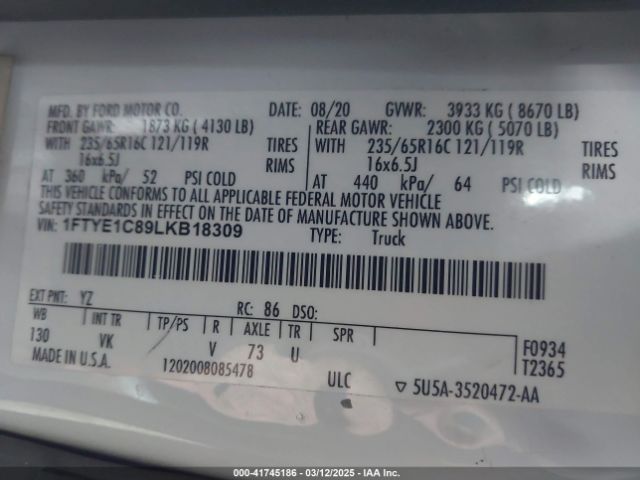 MFD. BY FORD MOTOR CO. DATE: 08/20 GVWR: 3933 KG ( 8670 LB)
FRONT GAWR: 1873 KG ( 4130 LB) REAR GAWR: 2300 KG ( 5070 LB)
WITH 235/65R16C 121/119R TIRES WITH 235/65R16C 121/119R TIRES
16x6.5J RIMS 16x6.5J RIMS
AT 360 kPa/ 52 PSI COLD AT 440 kPa/ 64 PSI COLD
THIS VEHICLE CONFORMS TO ALL APPLICABLE FEDERAL MOTOR VEHICLE
SAFETY STANDARDS IN EFFECT ON THE DATE OF MANUFACTURE SHOWN ABOVE.
VIN: 1FTYE1C89LKB18309 TYPE: Truck
EXT PNT: YZ RC: 86 DSO:
WB INT TR TP/PS R AXLE TR SPR F0934
130 VK V 73 U T2365
MADE IN U.S.A. 1202008085478 ULC ▽ 5U5A-3520472-AA
000-41745186 - 03/12/2025 - IAA Inc.